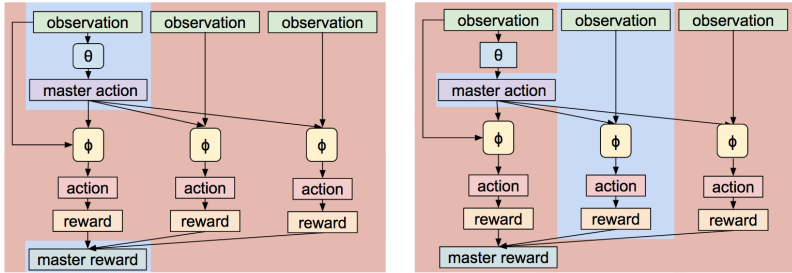 observation observation observation
θ
master action
ϕ ϕ ϕ
action action action
reward reward reward
master reward
observation observation observation
θ
master action
ϕ ϕ ϕ
action action action
reward reward reward
master reward